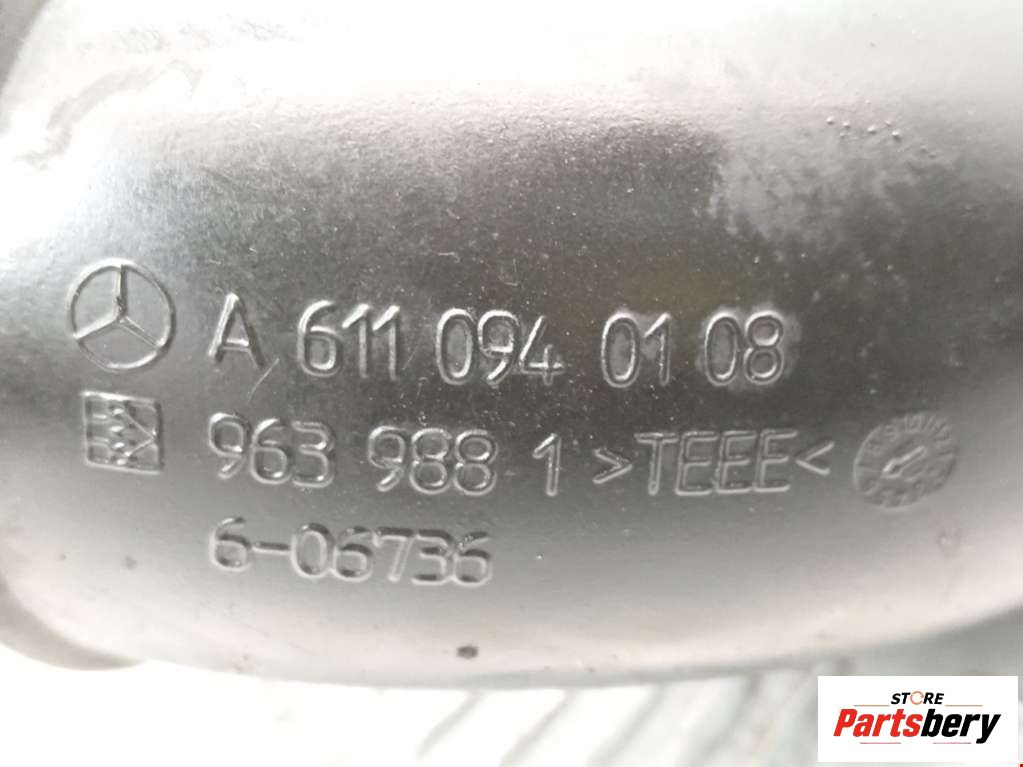 A 611 094 01 08
963 988 1 >TEEE<
6-06736
STORE
Partsbery